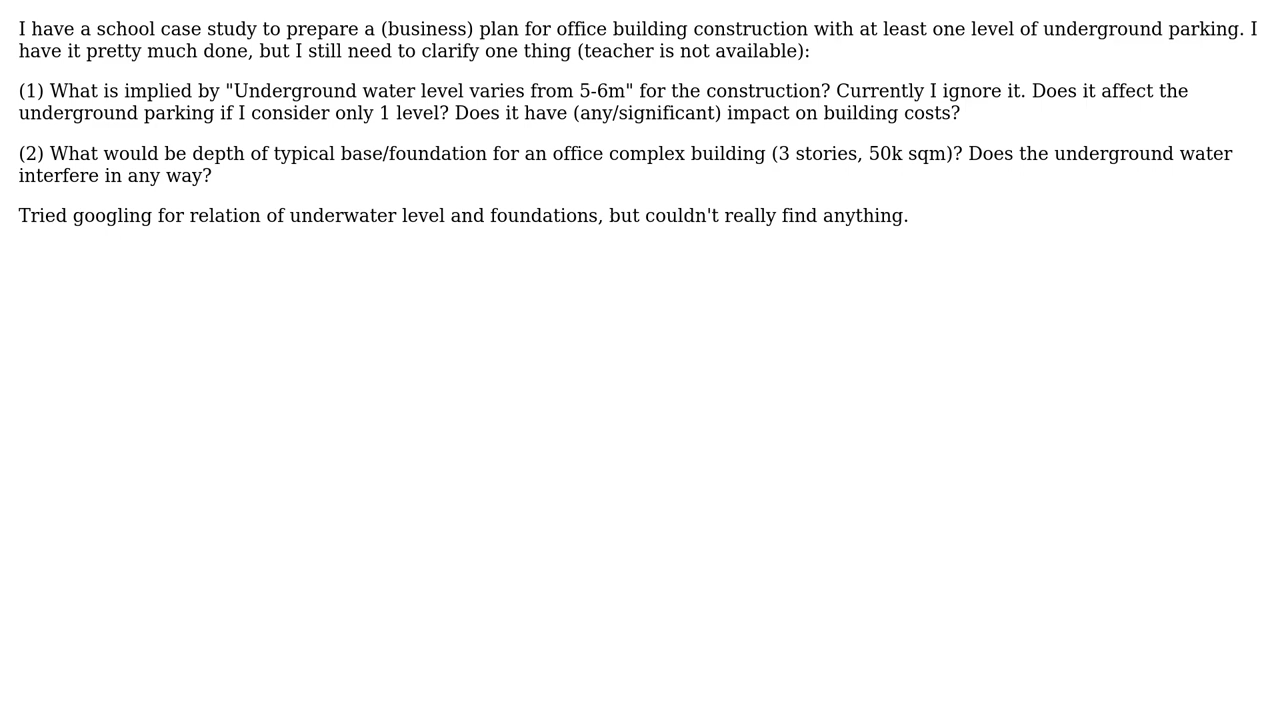 I have a school case study to prepare a (business) plan for office building construction with at least one level of underground parking. I
have it pretty much done, but I still need to clarify one thing (teacher is not available):
(1) What is implied by "Underground water level varies from 5-6m" for the construction? Currently I ignore it. Does it affect the
underground parking if I consider only 1 level? Does it have (any/significant) impact on building costs?
(2) What would be depth of typical base/foundation for an office complex building (3 stories, 50k sqm)? Does the underground water
interfere in any way?
Tried googling for relation of underwater level and foundations, but couldn't really find anything.